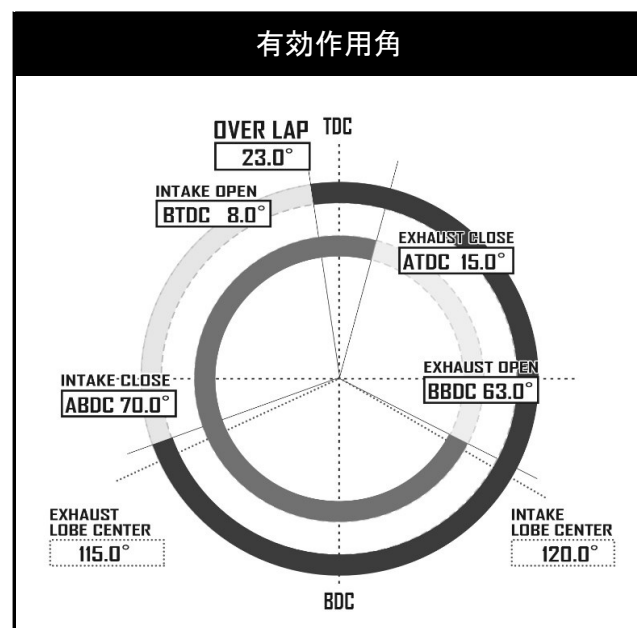 有効作用角
OVER LAP
23.0°
TDC
INTAKE OPEN
BTDC 8.0°
EXHAUST CLOSE
ATDC 15.0°
INTAKE CLOSE
ABDC 70.0°
EXHAUST OPEN
BBDC 63.0°
EXHAUST
LOBE CENTER
115.0°
INTAKE
LOBE CENTER
120.0°
BDC